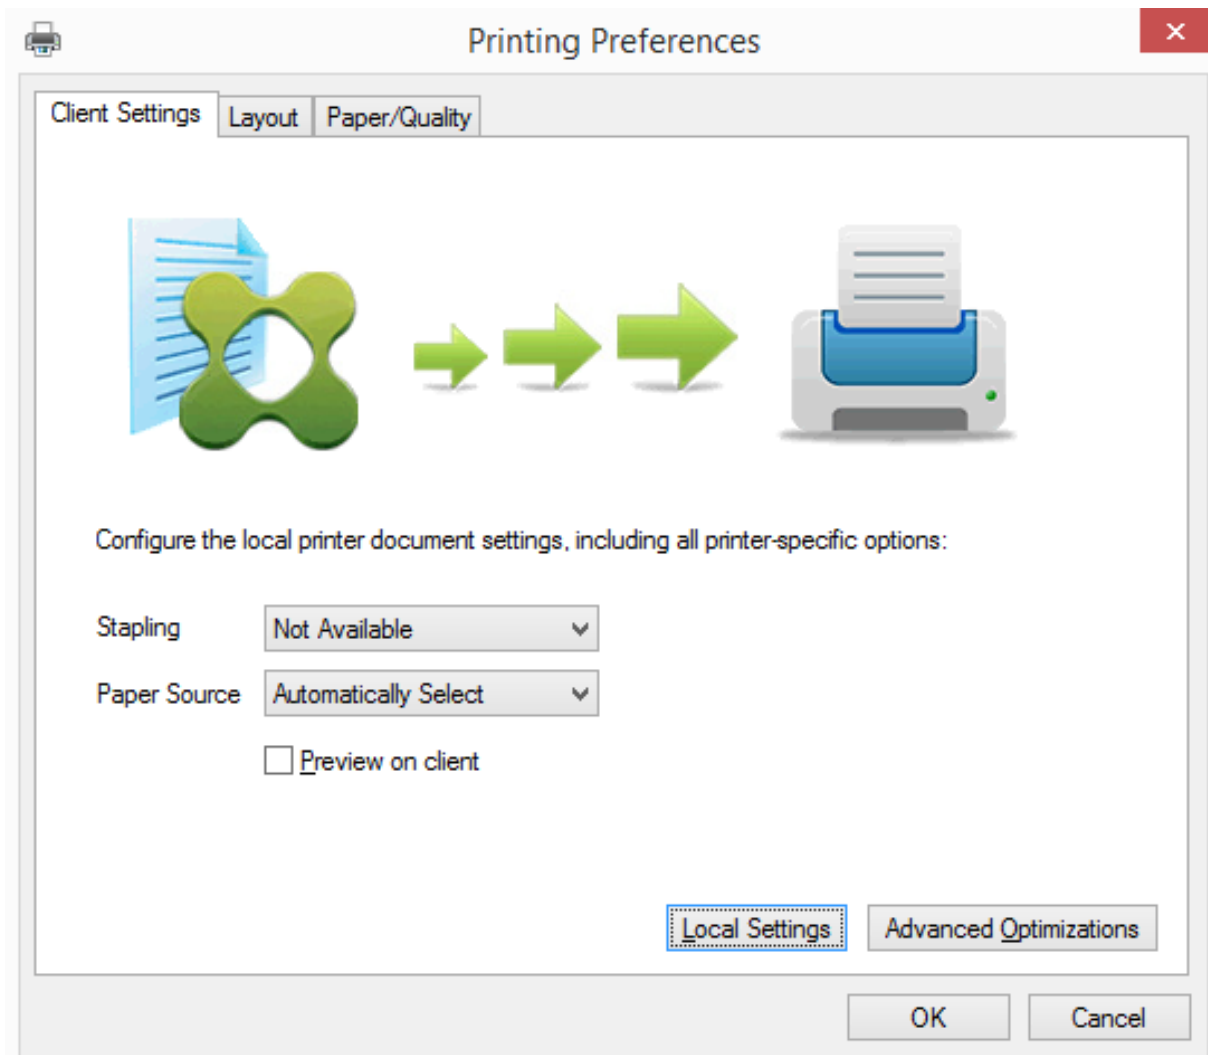 Printing Preferences
Client Settings
Layout
Paper/Quality
Configure the local printer document settings, including all printer-specific options:
Stapling
Not Available
Paper Source
Automatically Select
Preview on client
Local Settings
Advanced Optimizations
OK
Cancel